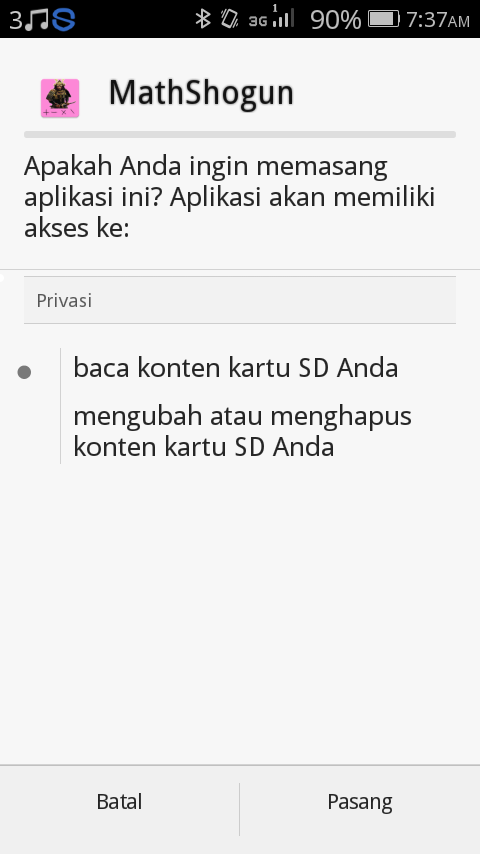 3 3G 1 90% 7:37AM
MathShogun
Apakah Anda ingin memasang
aplikasi ini? Aplikasi akan memiliki
akses ke:
Privasi
baca konten kartu SD Anda
mengubah atau menghapus
konten kartu SD Anda
Batal Pasang